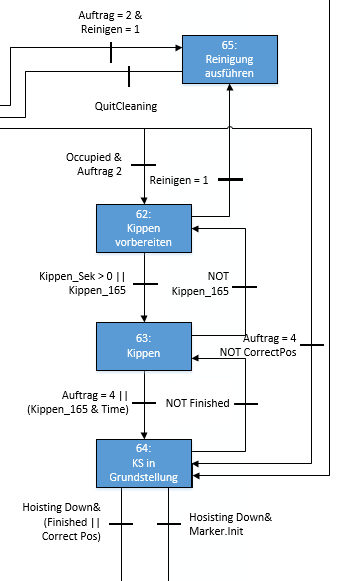 Auftrag = 2 &
Reinigen = 1
65:
Reinigung
ausführen
QuitCleaning
Occupied &
Auftrag 2
Reinigen = 1
62:
Kippen
vorbereiten
Kippen_Sek > 0 ||
Kippen_165
NOT
Kippen_165
63:
Kippen
Auftrag = 4
NOT CorrectPos
Auftrag = 4 ||
(Kippen_165 & Time)
NOT Finished
64:
KS in
Grundstellung
Hoisting Down&
(Finished ||
Correct Pos)
Hosisting Down&
Marker.Init